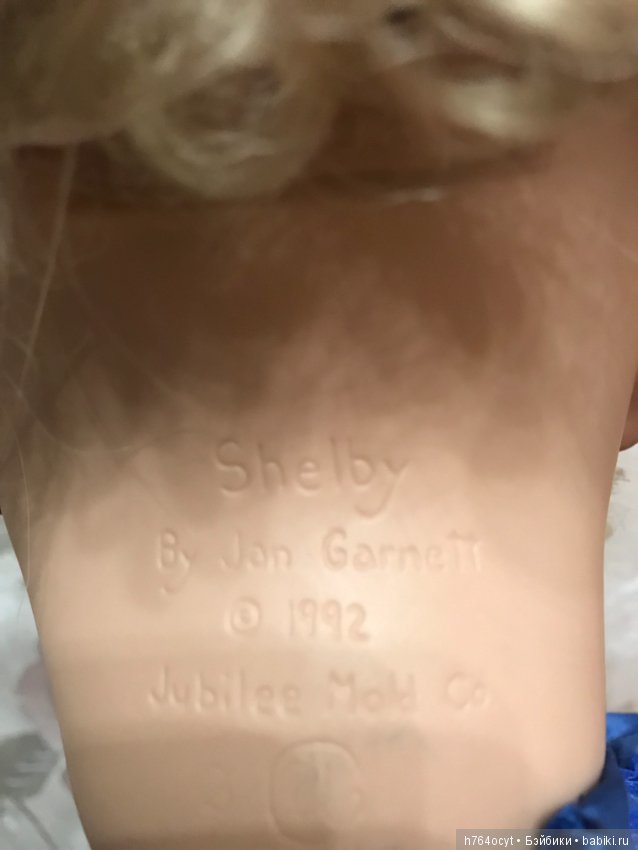 Shelby
By Jan Garnett
© 1992
Jubilee Mold Co
h764ocyt • Бэйбики • babiki.ru